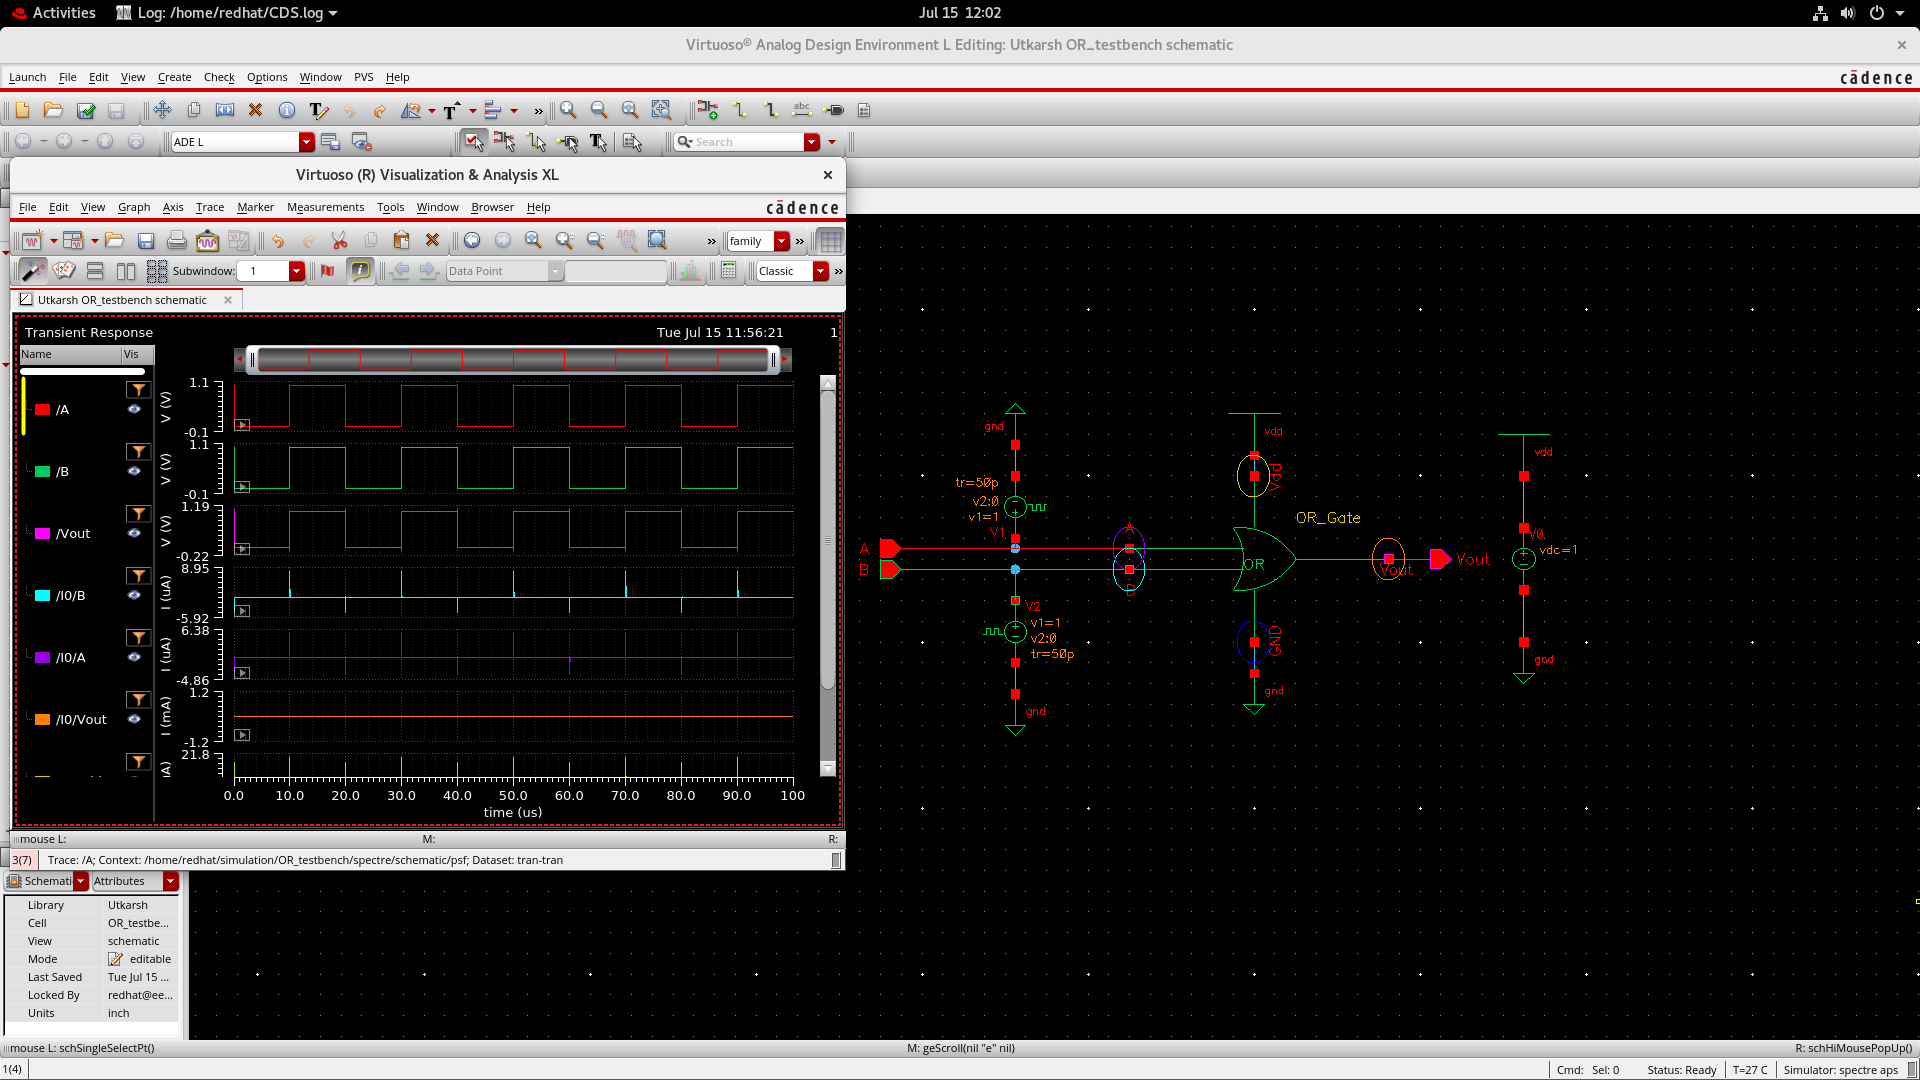 Activities
Log: /home/redhat/CDS.log
Jul 15 12:02
Virtuoso® Analog Design Environment L Editing: Utkarsh OR_testbench schematic
Launch File Edit View Create Check Options Window PVS Help
cādence
ADE L
Search
Virtuoso (R) Visualization & Analysis XL
File Edit View Graph Axis Trace Marker Measurements Tools Window Browser Help
cādence
family
Subwindow: 1
Data Point
Classic
Utkarsh OR_testbench schematic
Transient Response
Tue Jul 15 11:56:21
1
Name Vis
/A
V (V)
1.1
-0.1
/B
V (V)
1.1
-0.1
/Vout
V (V)
1.19
-0.22
/I0/B
I (uA)
8.95
-5.92
/I0/A
I (uA)
6.38
-4.86
/I0/Vout
I (mA)
1.2
-1.2
21.8
0.0 10.0 20.0 30.0 40.0 50.0 60.0 70.0 80.0 90.0 100
time (us)
mouse L: M: R:
3(7) Trace: /A; Context: /home/redhat/simulation/OR_testbench/spectre/schematic/psf; Dataset: tran-tran
gnd
tr=50p
v2:0
v1=1
V1
A
B
A
B
V2
v1=1
v2:0
tr=50p
gnd
vdd
Vdd
OR_Gate
OR
GND
gnd
Vout
Vout
vdd
V0
vdc=1
gnd
Schemati Attributes
Library Utkarsh
Cell OR_testbe...
View schematic
Mode editable
Last Saved Tue Jul 15 ...
Locked By redhat@ee...
Units inch
mouse L: schSingleSelectPt()
M: geScroll(nil "e" nil)
R: schHiMousePopUp()
1(4)
Cmd: Sel: 0 Status: Ready T=27 C Simulator: spectre aps